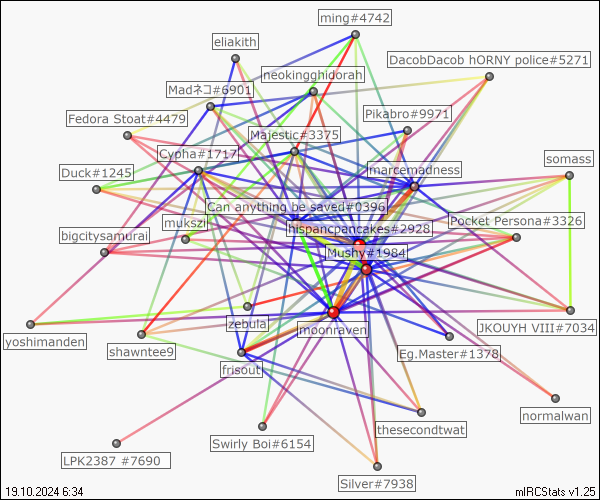 ming#4742
eliakith
DacobDacob hORNY police#5271
neokingghidorah
Madネコ#6901
Pikabro#9971
Fedora Stoat#4479
Majestic#3375
Cypha#1717
somass
marcemadness
Duck#1245
Can anything be saved#0396
mukszii
Pocket Persona#3326
hispancpancakes#2928
bigcitysamurai
Mushy#1984
zebula
JKOUYH VIII#7034
moonraven
yoshimanden
shawntee9
Eg.Master#1378
frisout
normalwan
thesecondtwat
Swirly Boi#6154
LPK2387 #7690
Silver#7938
19.10.2024 6:34
mIRCStats v1.25